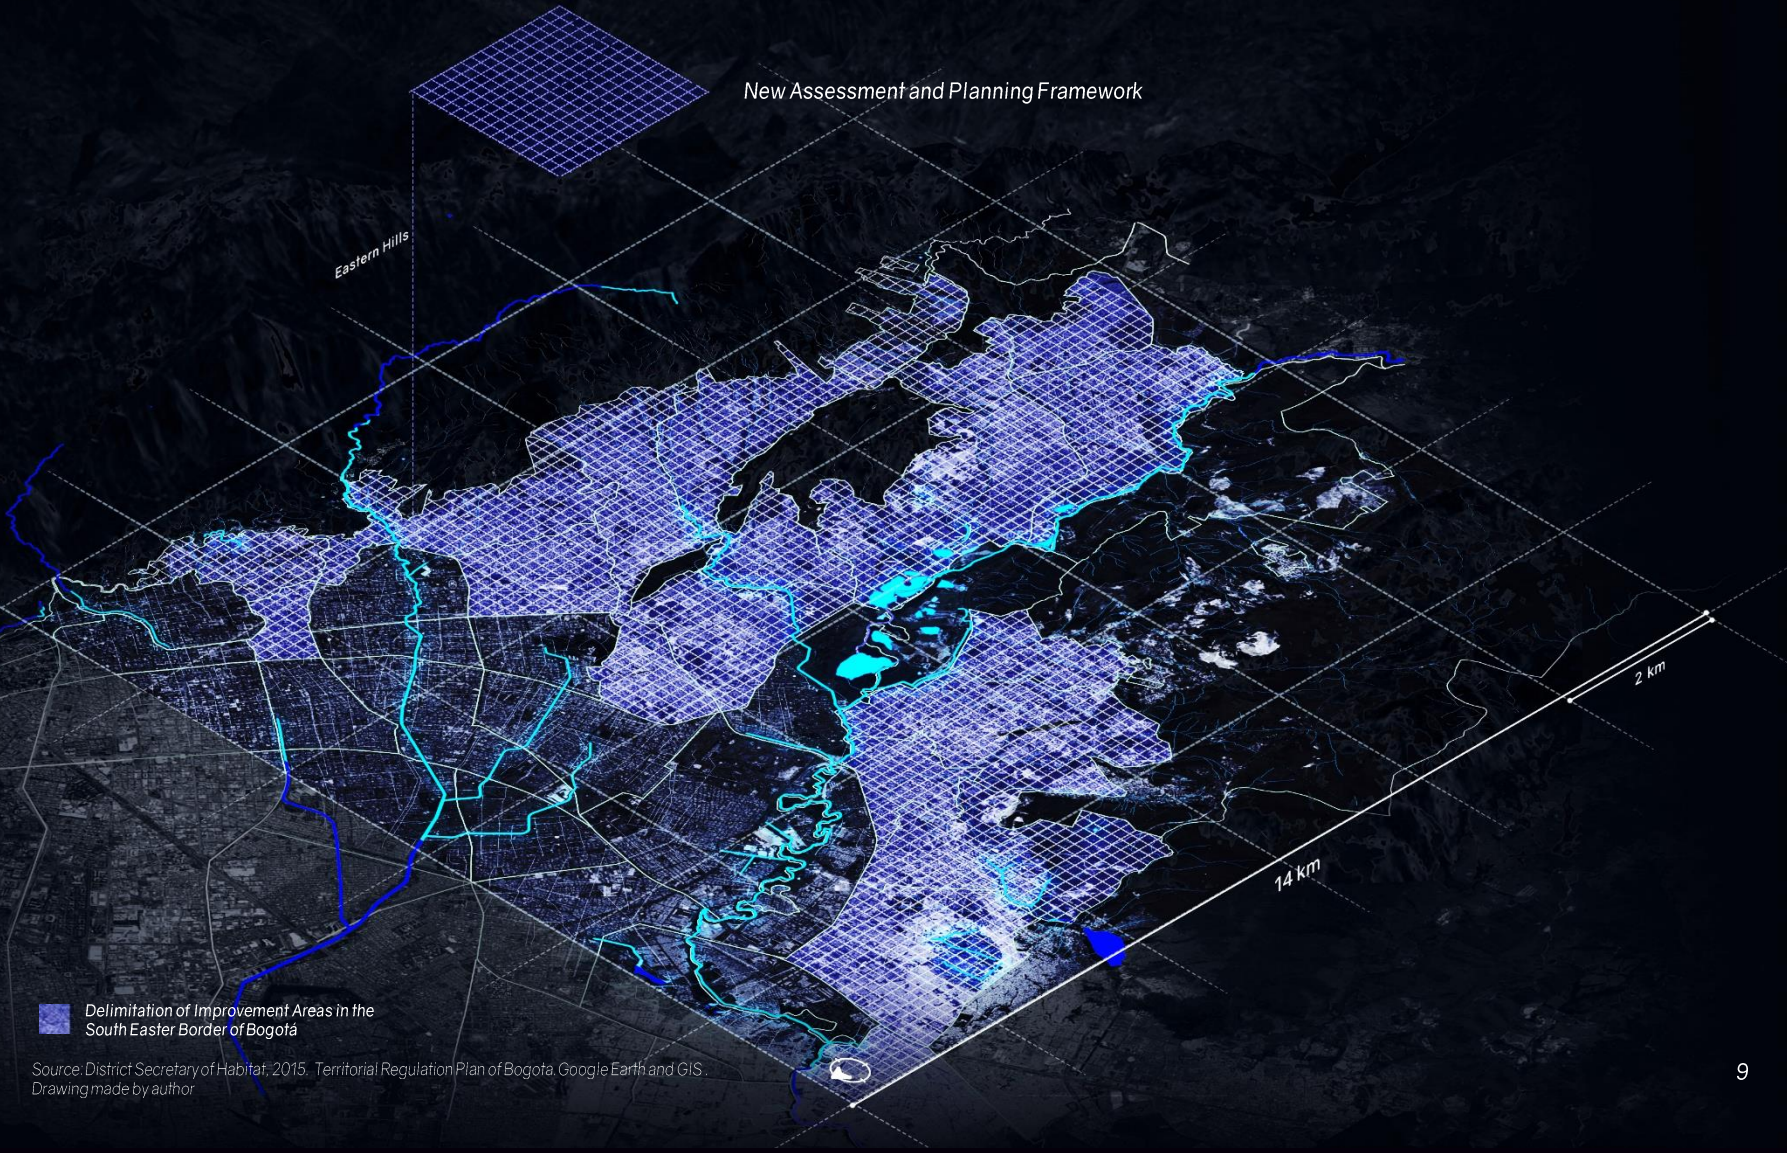 New Assessment and Planning Framework
Eastern Hills
2 km
14 km
Delimitation of Improvement Areas in the
South Easter Border of Bogotá
Source: District Secretary of Habitat, 2015. Territorial Regulation Plan of Bogota. Google Earth and GIS .
Drawing made by author
9